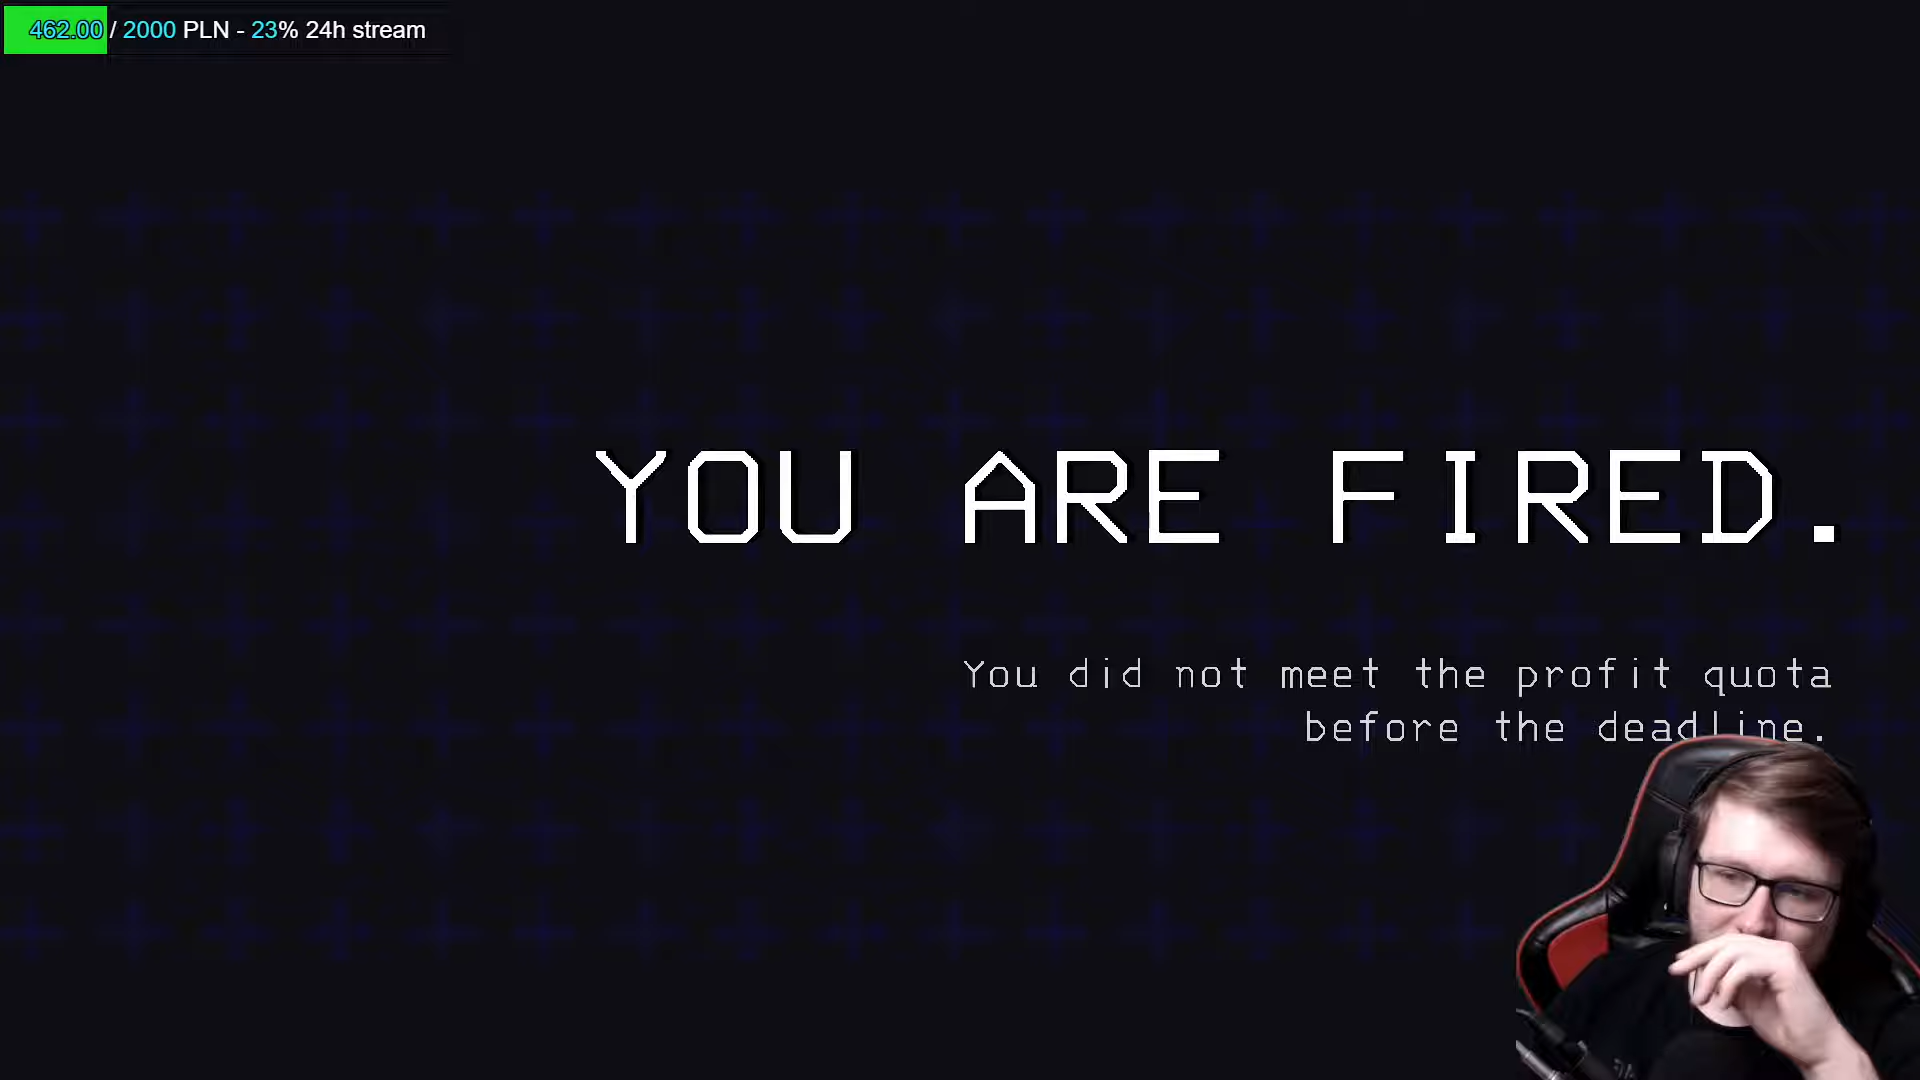 462.00 / 2000 PLN - 23% 24h stream
YOU ARE FIRED.
You did not meet the profit quota
before the deadline.